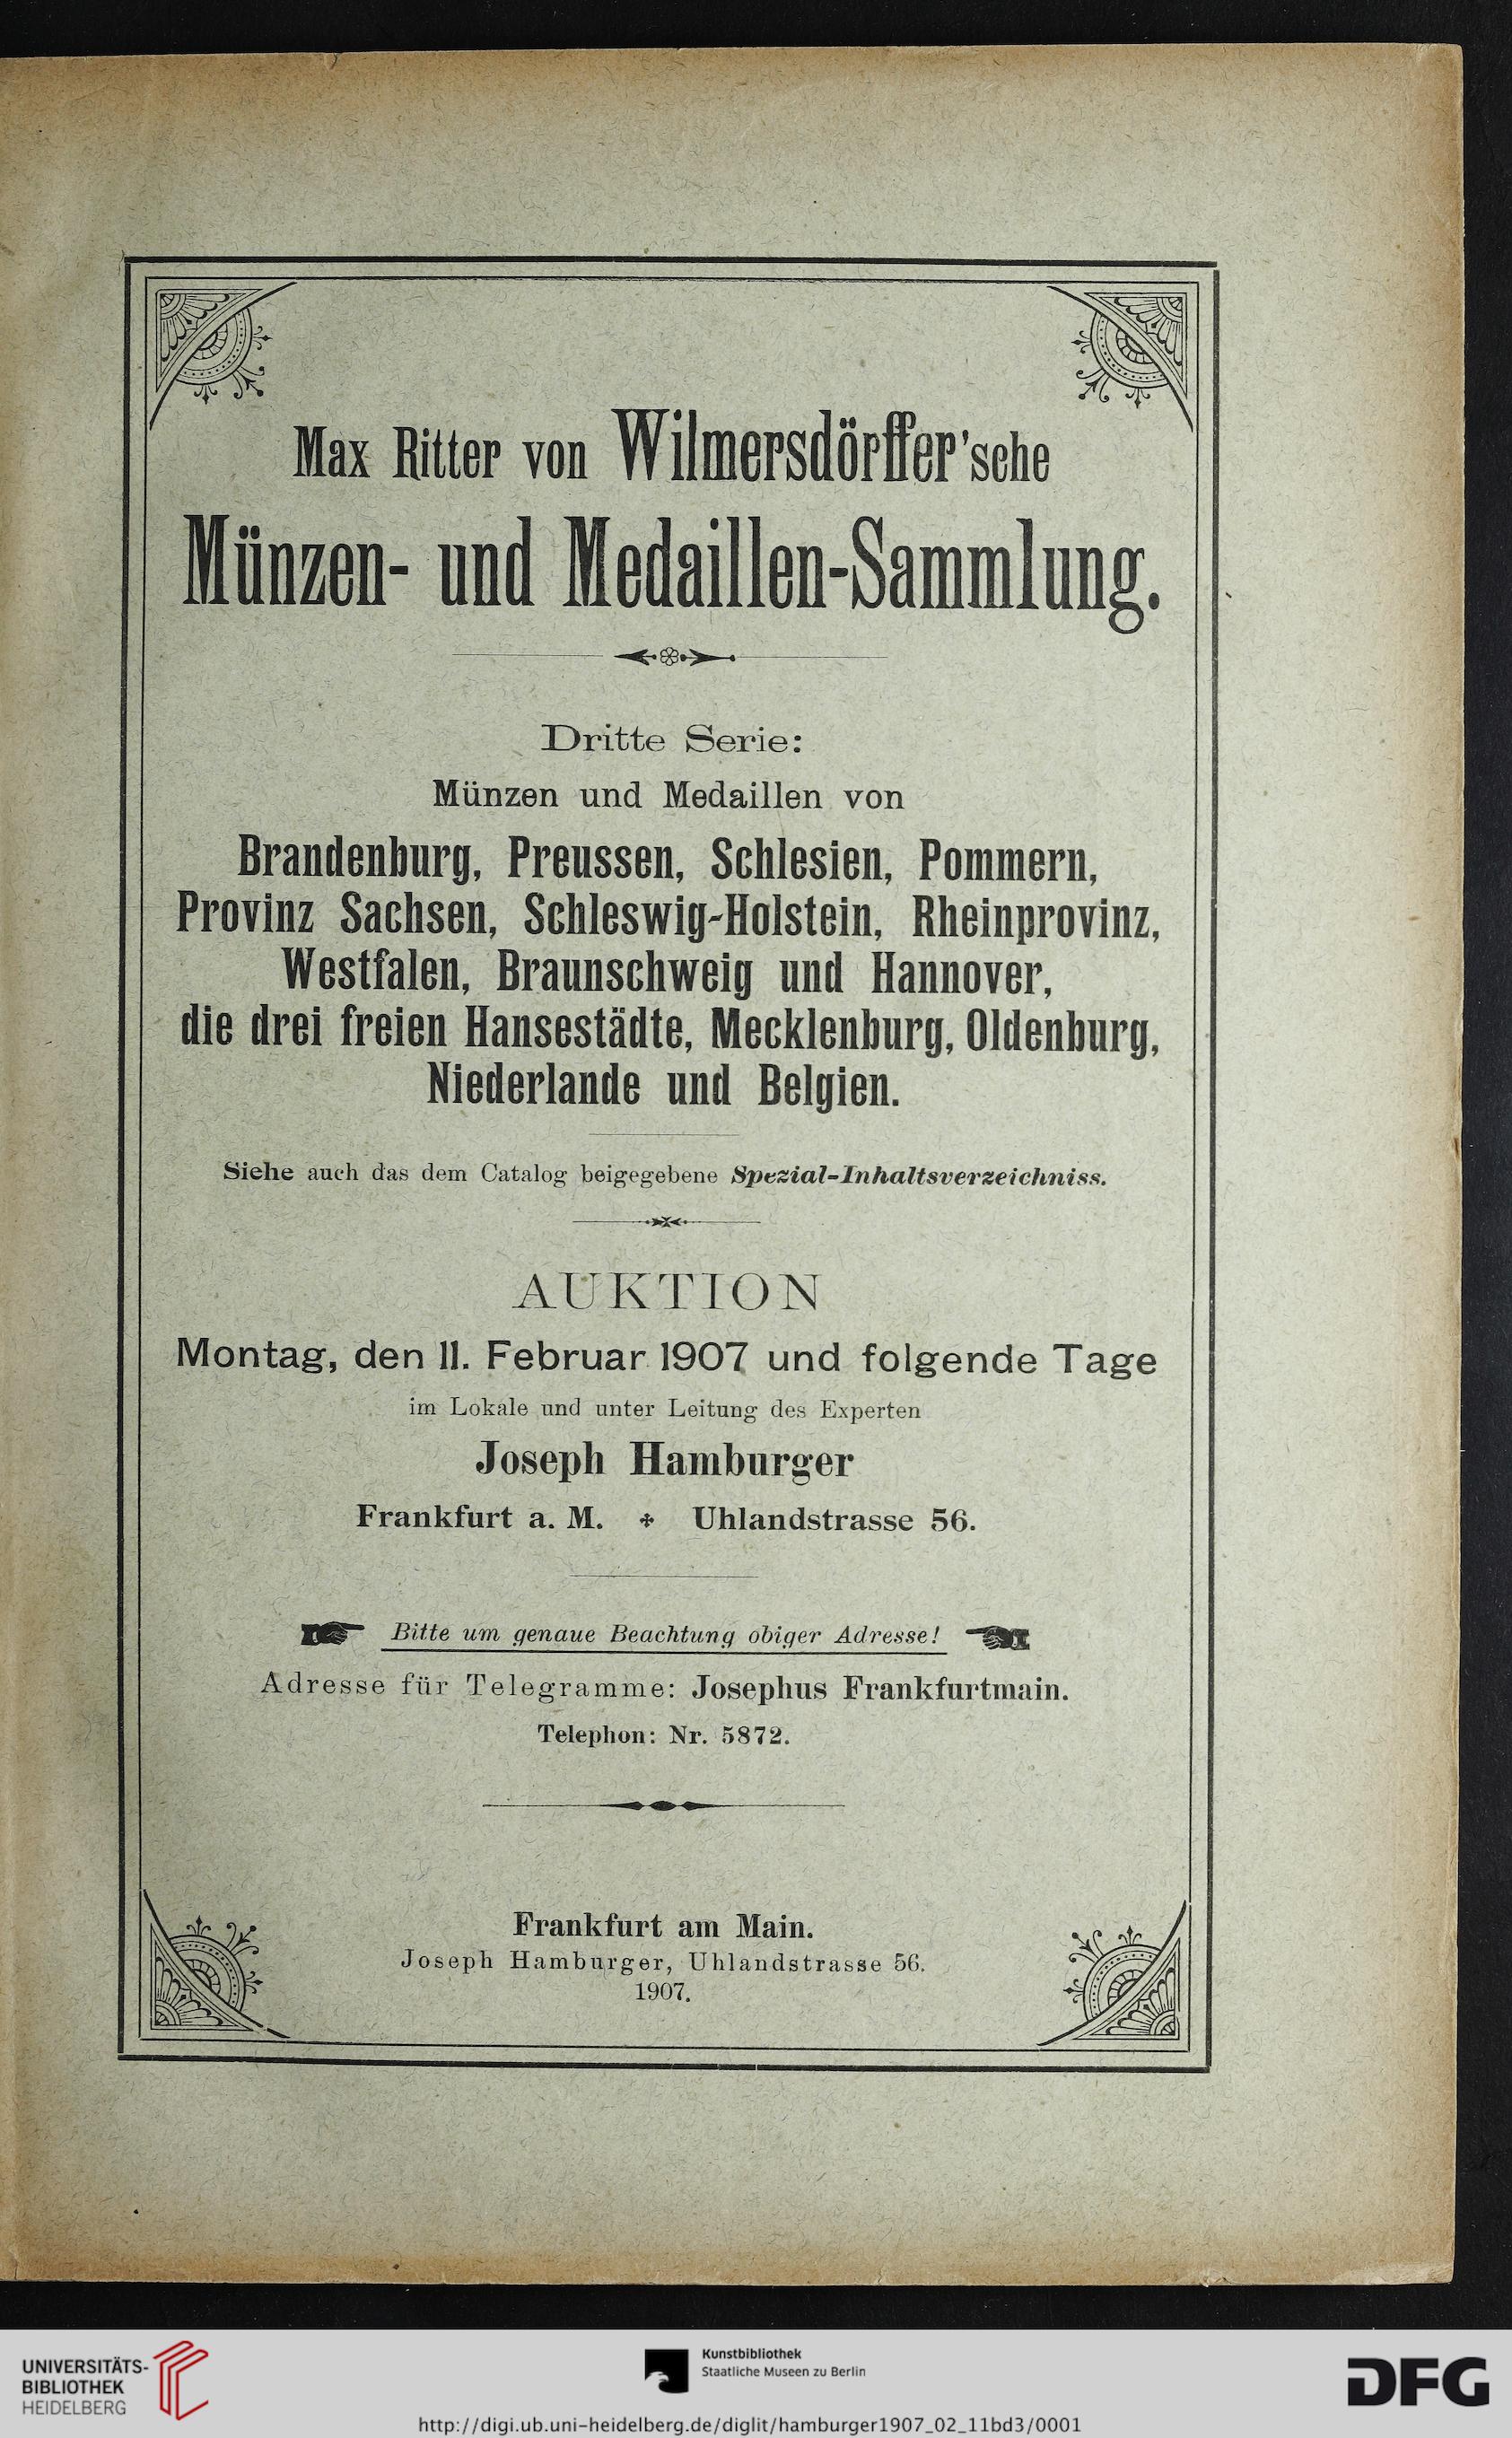 Max Ritter von Wilmersdörffer'sche
Münzen- und Medaillen-Sammlung.
Dritte Serie:
Münzen und Medaillen von
Brandenburg, Preussen, Schlesien, Pommern,
Provinz Sachsen, Schleswig-Holstein, Rheinprovinz,
Westfalen, Braunschweig und Hannover,
die drei freien Hansestädte, Mecklenburg, Oldenburg,
Niederlande und Belgien.
Siehe auch das dem Catalog beigegebene Spezial-Inhaltsverzeichniss.
AUKTION
Montag, den 11. Februar 1907 und folgende Tage
im Lokale und unter Leitung des Experten
Joseph Hamburger
Frankfurt a. M. ✣ Uhlandstrasse 56.
Bitte um genaue Beachtung obiger Adresse!
Adresse für Telegramme: Josephus Frankfurtmain.
Telephon: Nr. 5872.
Frankfurt am Main.
Joseph Hamburger, Uhlandstrasse 56.
1907.
UNIVERSITÄTS-
BIBLIOTHEK
HEIDELBERG
Kunstbibliothek
Staatliche Museen zu Berlin
DFG
http://digi.ub.uni-heidelberg.de/diglit/hamburger1907_02_11bd3/0001